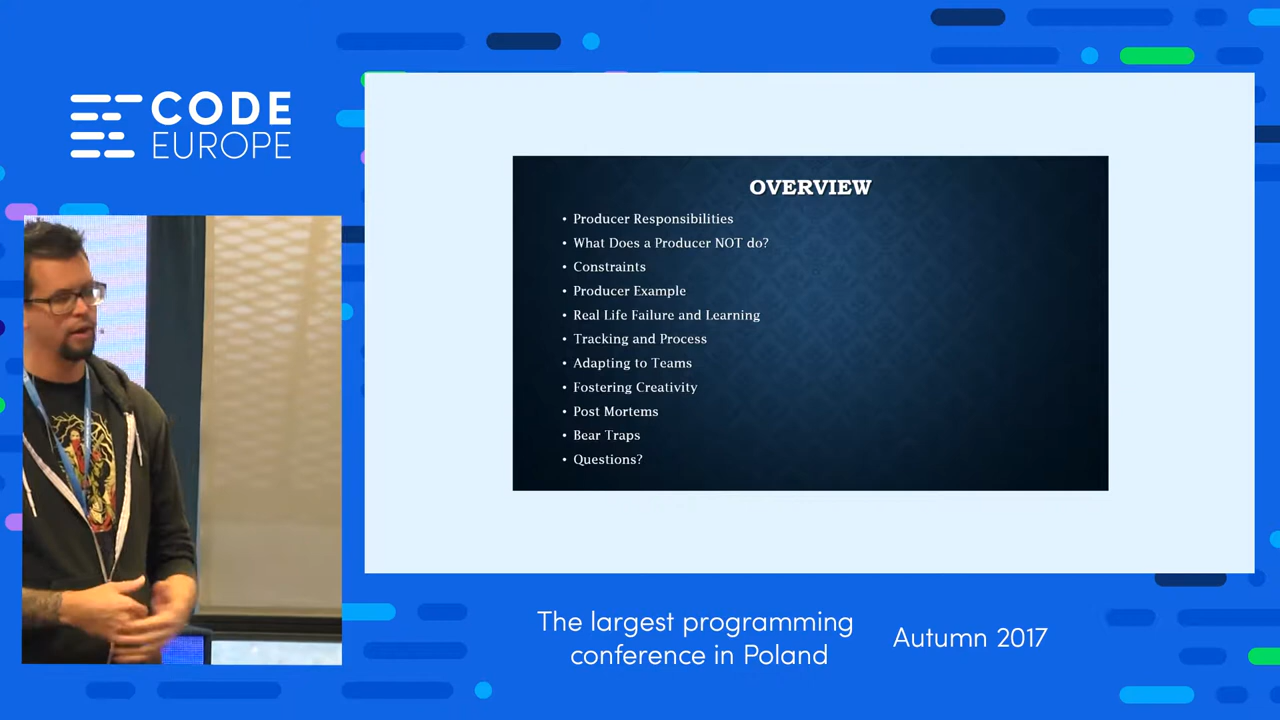 CODE
EUROPE
OVERVIEW
• Producer Responsibilities
• What Does a Producer NOT do?
• Constraints
• Producer Example
• Real Life Failure and Learning
• Tracking and Process
• Adapting to Teams
• Fostering Creativity
• Post Mortems
• Bear Traps
• Questions?
The largest programming
conference in Poland
Autumn 2017